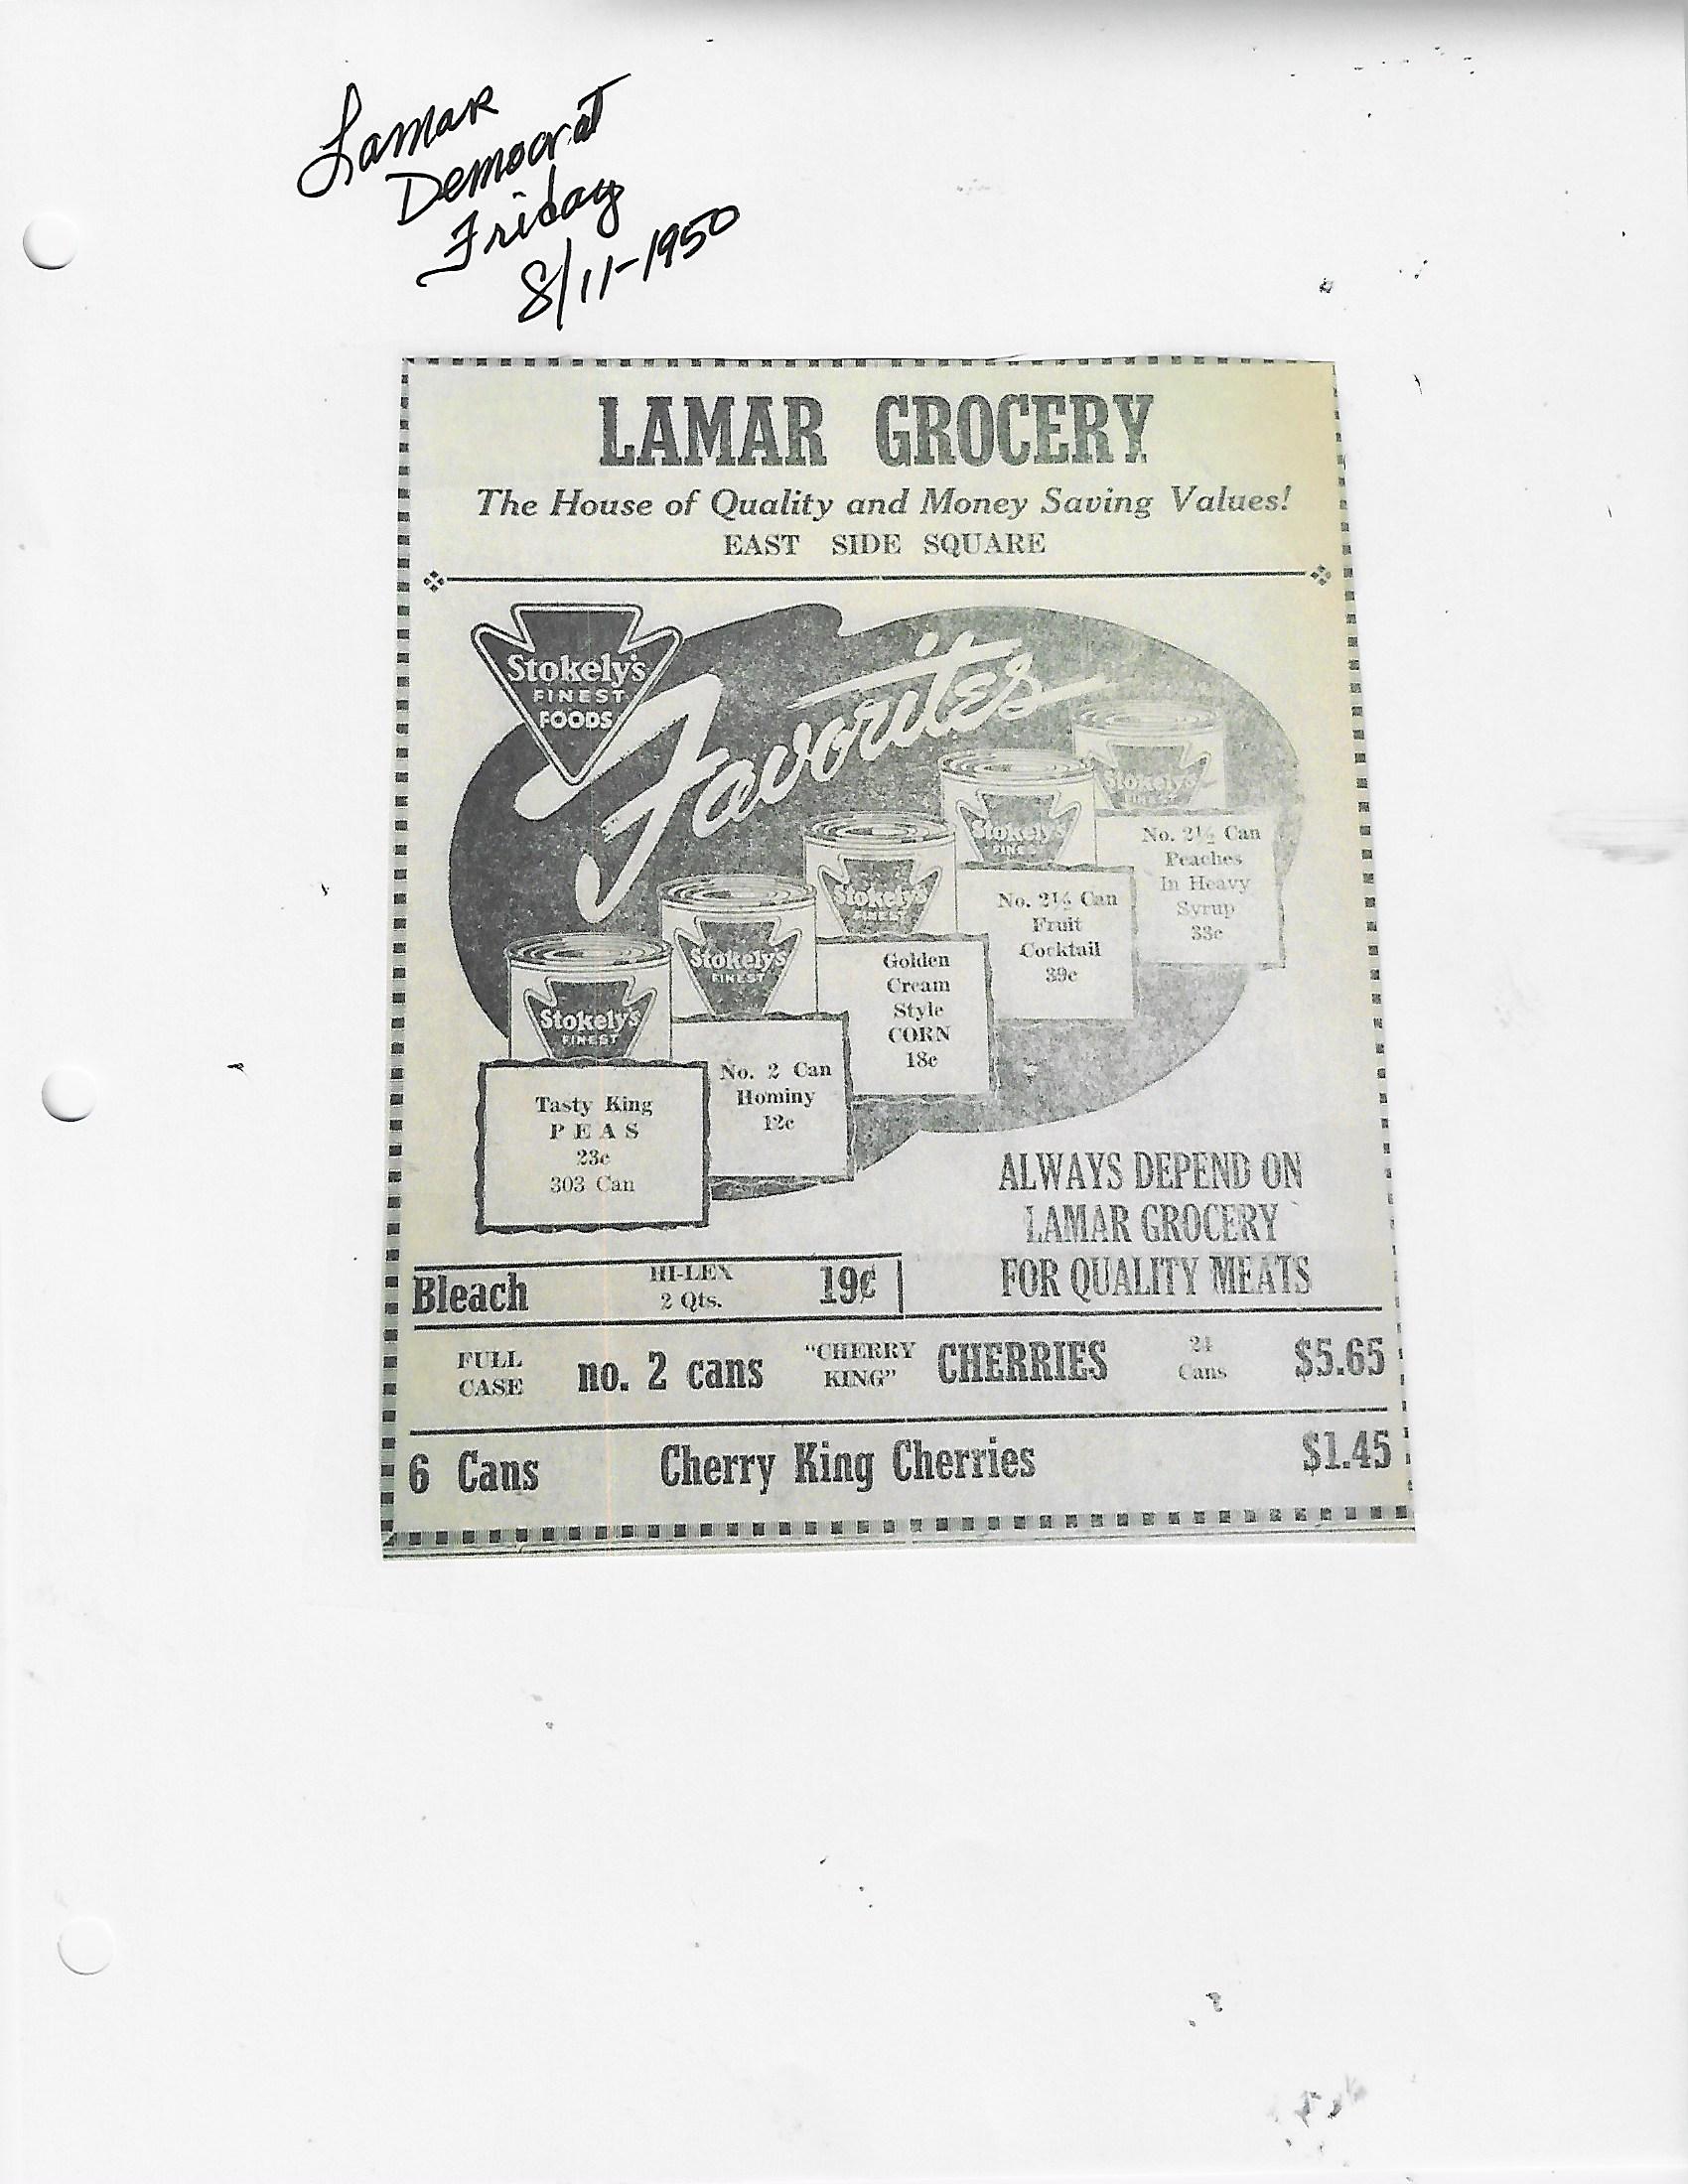 Lamar
Democrat
Friday
8/11-1950
LAMAR GROCERY
The House of Quality and Money Saving Values!
EAST SIDE SQUARE
Stokely's
FINEST
FOODS
Favorites
Stokely's
FINEST
No. 2½ Can
Peaches
In Heavy
Syrup
33c
Stokely's
FINEST
No. 2½ Can
Fruit
Cocktail
39c
Stokely's
FINEST
Golden
Cream
Style
CORN
18c
Stokely's
FINEST
No. 2 Can
Hominy
12c
Stokely's
FINEST
Tasty King
PEAS
23c
303 Can
ALWAYS DEPEND ON
LAMAR GROCERY
FOR QUALITY MEATS
Bleach HI-LEX 2 Qts. 19¢
FULL CASE no. 2 cans "CHERRY KING" CHERRIES 24 Cans $5.65
6 Cans Cherry King Cherries $1.45